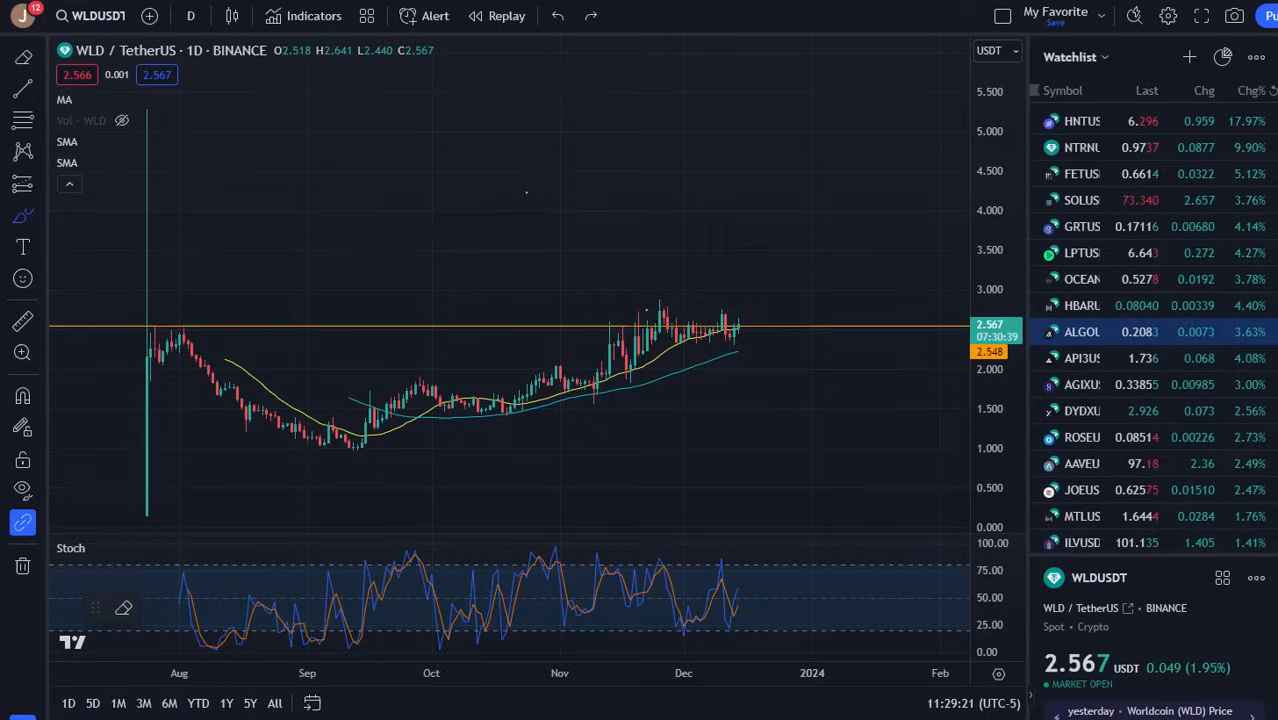 J 12 WLDUSDT D Indicators Alert Replay My Favorite Save Pu
WLD / TetherUS · 1D · BINANCE O2.518 H2.641 L2.440 C2.567
2.566 0.001 2.567
MA
Vol · WLD
SMA
SMA
USDT
5.500
5.000
4.500
4.000
3.500
3.000
2.567
07:30:39
2.548
2.000
1.500
1.000
0.500
0.000
Stoch
100.00
75.00
50.00
25.00
0.00
TV
Aug Sep Oct Nov Dec 2024 Feb
1D 5D 1M 3M 6M YTD 1Y 5Y All 11:29:21 (UTC-5)
Watchlist
Symbol Last Chg Chg%
HNTUS 6.296 0.959 17.97%
NTRNU 0.9737 0.0877 9.90%
FETUS 0.6614 0.0322 5.12%
SOLUS 73.340 2.657 3.76%
GRTUS 0.17116 0.00680 4.14%
LPTUS 6.643 0.272 4.27%
OCEAN 0.5278 0.0192 3.78%
HBARU 0.08040 0.00339 4.40%
ALGOU 0.2083 0.0073 3.63%
API3US 1.736 0.068 4.08%
AGIXUS 0.33855 0.00985 3.00%
DYDXU 2.926 0.073 2.56%
ROSEU 0.08514 0.00226 2.73%
AAVEU 97.18 2.36 2.49%
JOEUS 0.62575 0.01510 2.47%
MTLUS 1.6444 0.0284 1.76%
ILVUSD 101.135 1.405 1.41%
WLDUSDT
WLD / TetherUS · BINANCE
Spot · Crypto
2.567 USDT 0.049 (1.95%)
MARKET OPEN
yesterday · Worldcoin (WLD) Price